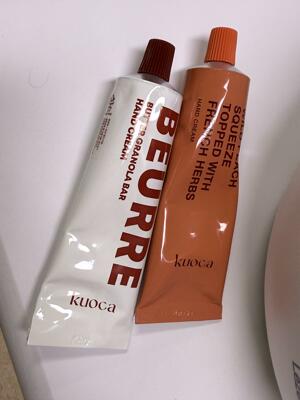 BEURRE
BUTTER GRANOLA BAR
HAND CREAM
kuoca
SQUEEZE
TOPPED WITH
FRENCH HERBS
HAND CREAM
kuoca